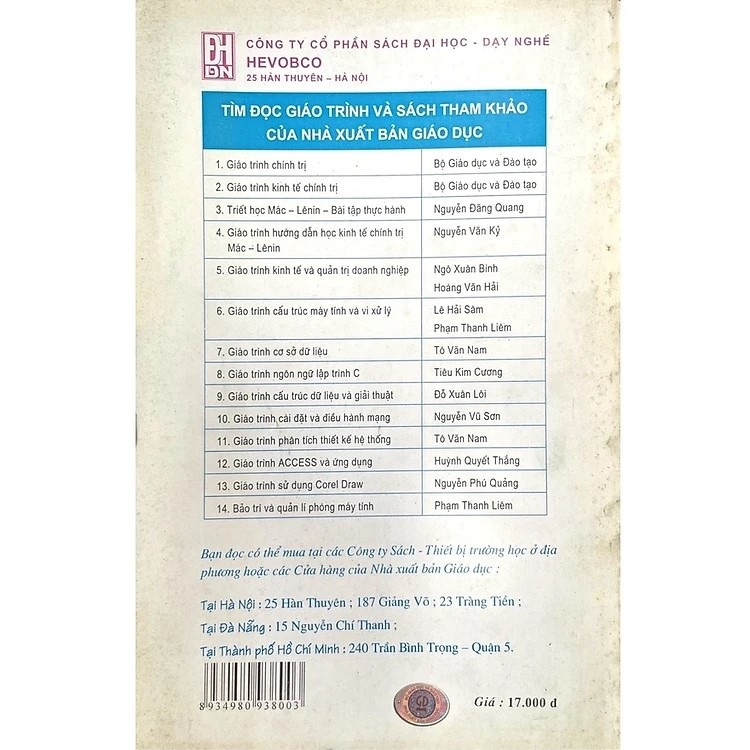 ĐH
DN
CÔNG TY CỔ PHẦN SÁCH ĐẠI HỌC - DẠY NGHỀ
HEVOBCO
25 HÀN THUYÊN – HÀ NỘI
TÌM ĐỌC GIÁO TRÌNH VÀ SÁCH THAM KHẢO
CỦA NHÀ XUẤT BẢN GIÁO DỤC
1. Giáo trình chính trị Bộ Giáo dục và Đào tạo
2. Giáo trình kinh tế chính trị Bộ Giáo dục và Đào tạo
3. Triết học Mác – Lênin – Bài tập thực hành Nguyễn Đăng Quang
4. Giáo trình hướng dẫn học kinh tế chính trị Nguyễn Văn Kỷ
Mác – Lênin
5. Giáo trình kinh tế và quản trị doanh nghiệp Ngô Xuân Bình
Hoàng Văn Hải
6. Giáo trình cấu trúc máy tính và vi xử lý Lê Hải Sâm
Phạm Thanh Liêm
7. Giáo trình cơ sở dữ liệu Tô Văn Nam
8. Giáo trình ngôn ngữ lập trình C Tiêu Kim Cương
9. Giáo trình cấu trúc dữ liệu và giải thuật Đỗ Xuân Lôi
10. Giáo trình cài đặt và điều hành mạng Nguyễn Vũ Sơn
11. Giáo trình phân tích thiết kế hệ thống Tô Văn Nam
12. Giáo trình ACCESS và ứng dụng Huỳnh Quyết Thắng
13. Giáo trình sử dụng Corel Draw Nguyễn Phú Quảng
14. Bảo trì và quản lí phòng máy tính Phạm Thanh Liêm
Bạn đọc có thể mua tại các Công ty Sách - Thiết bị trường học ở địa
phương hoặc các Cửa hàng của Nhà xuất bản Giáo dục :
Tại Hà Nội : 25 Hàn Thuyên ; 187 Giảng Võ ; 23 Tràng Tiền ;
Tại Đà Nẵng : 15 Nguyễn Chí Thanh ;
Tại Thành phố Hồ Chí Minh : 240 Trần Bình Trọng – Quận 5.
8934980938003
Giá : 17.000 đ